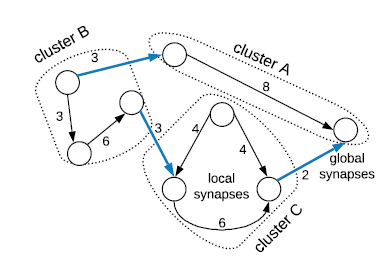 cluster B
3
cluster A
8
3
6
3
4
4
local
synapses
global
synapses
2
6
cluster C